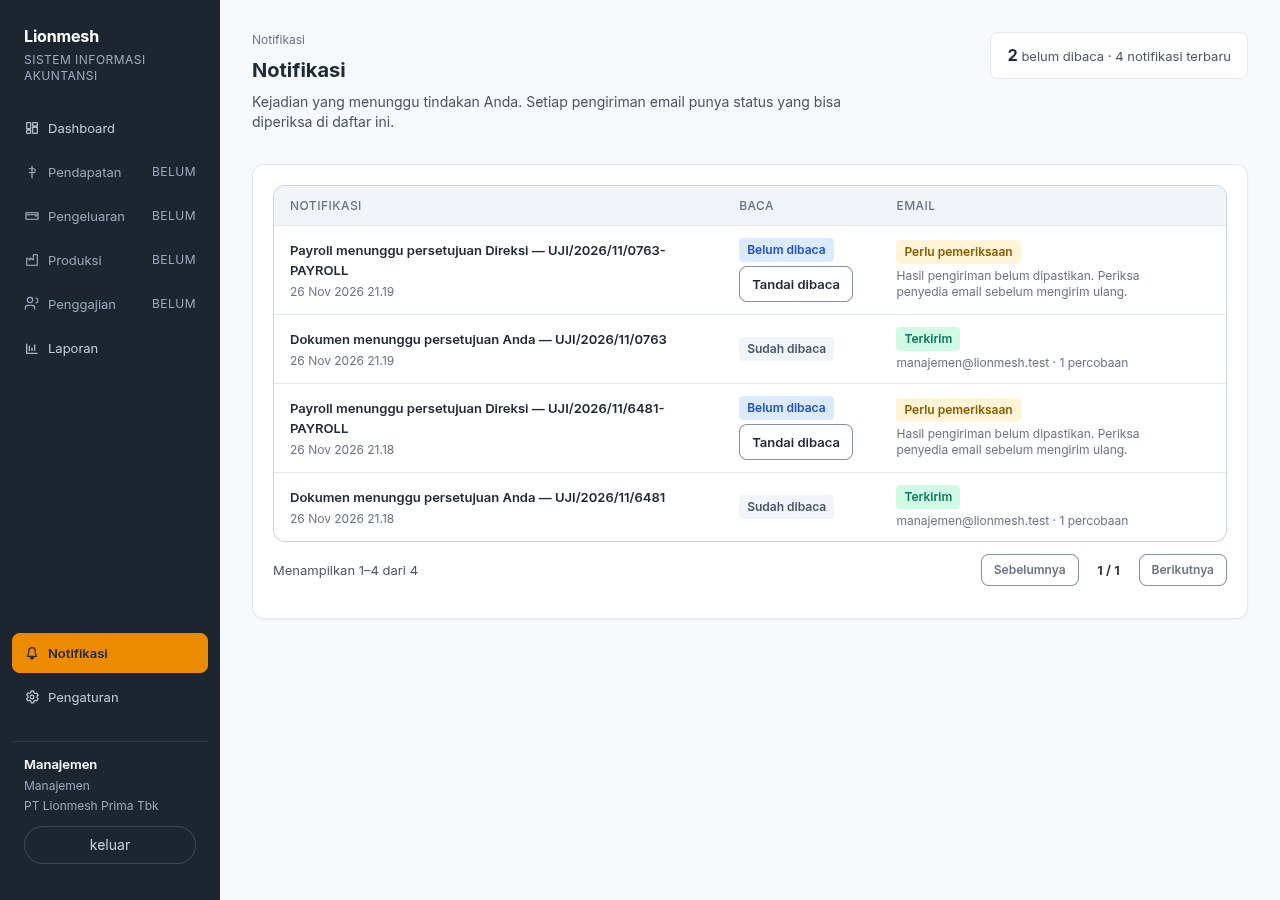 Lionmesh
SISTEM INFORMASI
AKUNTANSI
Dashboard
Pendapatan BELUM
Pengeluaran BELUM
Produksi BELUM
Penggajian BELUM
Laporan
Notifikasi
Pengaturan
Manajemen
Manajemen
PT Lionmesh Prima Tbk
keluar
Notifikasi
Notifikasi
Kejadian yang menunggu tindakan Anda. Setiap pengiriman email punya status yang bisa
diperiksa di daftar ini.
2 belum dibaca · 4 notifikasi terbaru
NOTIFIKASI BACA EMAIL
Payroll menunggu persetujuan Direksi — UJI/2026/11/0763-
PAYROLL
26 Nov 2026 21.19
Belum dibaca
Tandai dibaca
Perlu pemeriksaan
Hasil pengiriman belum dipastikan. Periksa
penyedia email sebelum mengirim ulang.
Dokumen menunggu persetujuan Anda — UJI/2026/11/0763
26 Nov 2026 21.19
Sudah dibaca
Terkirim
manajemen@lionmesh.test · 1 percobaan
Payroll menunggu persetujuan Direksi — UJI/2026/11/6481-
PAYROLL
26 Nov 2026 21.18
Belum dibaca
Tandai dibaca
Perlu pemeriksaan
Hasil pengiriman belum dipastikan. Periksa
penyedia email sebelum mengirim ulang.
Dokumen menunggu persetujuan Anda — UJI/2026/11/6481
26 Nov 2026 21.18
Sudah dibaca
Terkirim
manajemen@lionmesh.test · 1 percobaan
Menampilkan 1–4 dari 4
Sebelumnya 1 / 1 Berikutnya